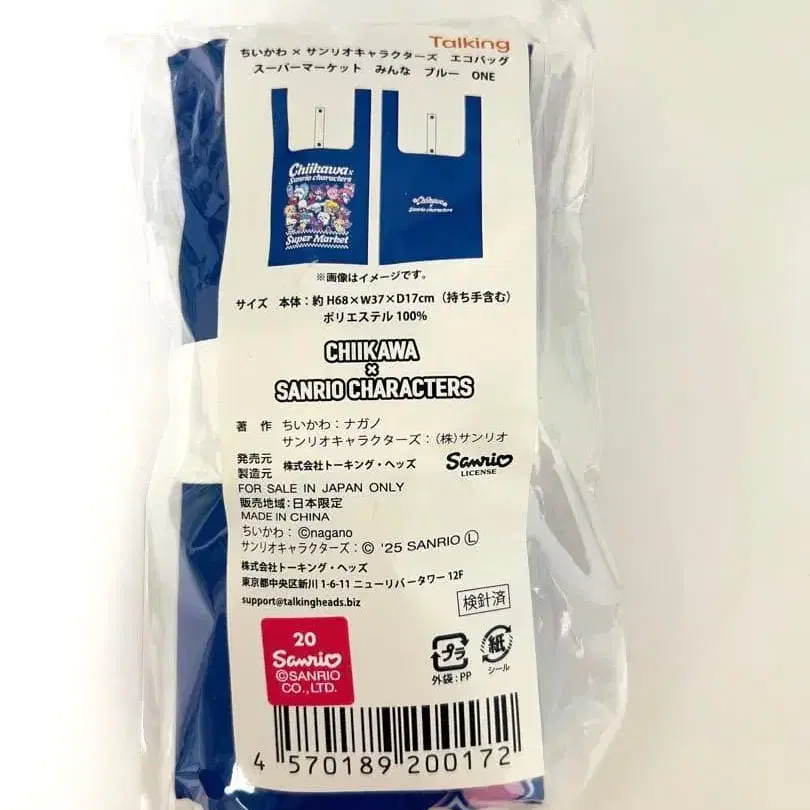 Talking
ちいかわ × サンリオキャラクターズ エコバッグ
スーパーマーケット みんな ブルー ONE
Chiikawa ×
Sanrio characters
Super Market
Chiikawa
×
Sanrio characters
※画像はイメージです。
サイズ 本体：約 H68×W37×D17cm（持ち手含む）
ポリエステル 100%
CHIIKAWA
×
SANRIO CHARACTERS
著 作 ちいかわ：ナガノ
サンリオキャラクターズ：（株）サンリオ
発売元
製造元 株式会社トーキング・ヘッズ
Sanrio
LICENSE
FOR SALE IN JAPAN ONLY
販売地域：日本限定
MADE IN CHINA
ちいかわ：©nagano
サンリオキャラクターズ：© '25 SANRIO Ⓛ
株式会社トーキング・ヘッズ
東京都中央区新川 1-6-11 ニューリバータワー 12F
support@talkingheads.biz
検針済
20
Sanrio
©SANRIO
CO., LTD.
プラ
外袋：PP
紙
シール
4 570189 200172